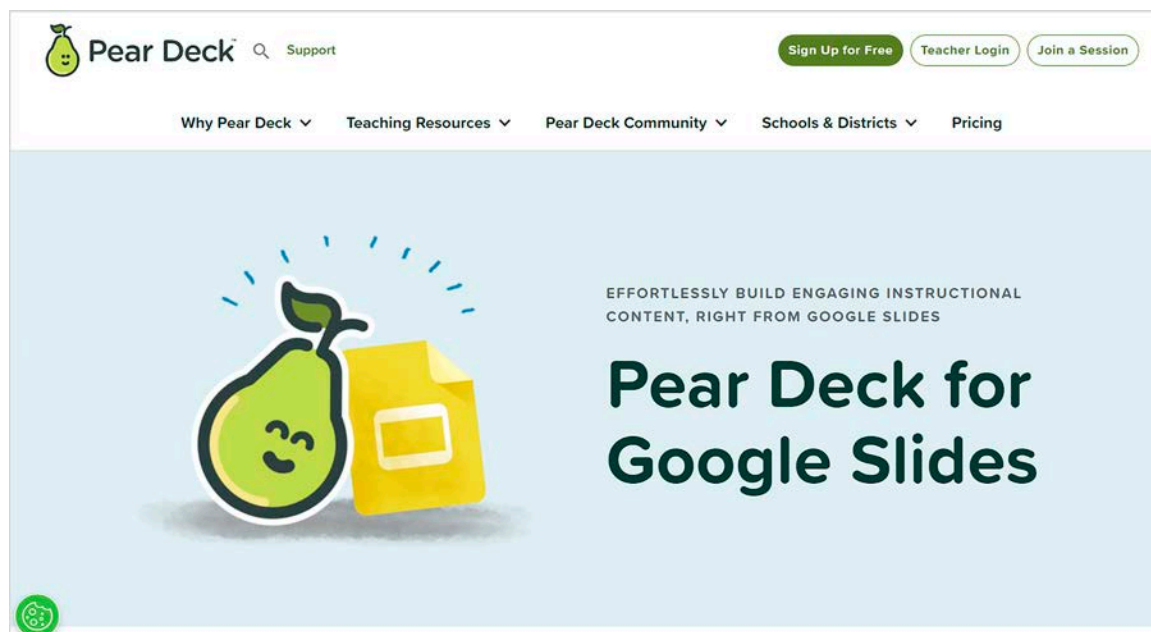 Pear Deck™ Support
Sign Up for Free Teacher Login Join a Session
Why Pear Deck Teaching Resources Pear Deck Community Schools & Districts Pricing
EFFORTLESSLY BUILD ENGAGING INSTRUCTIONAL
CONTENT, RIGHT FROM GOOGLE SLIDES
Pear Deck for
Google Slides